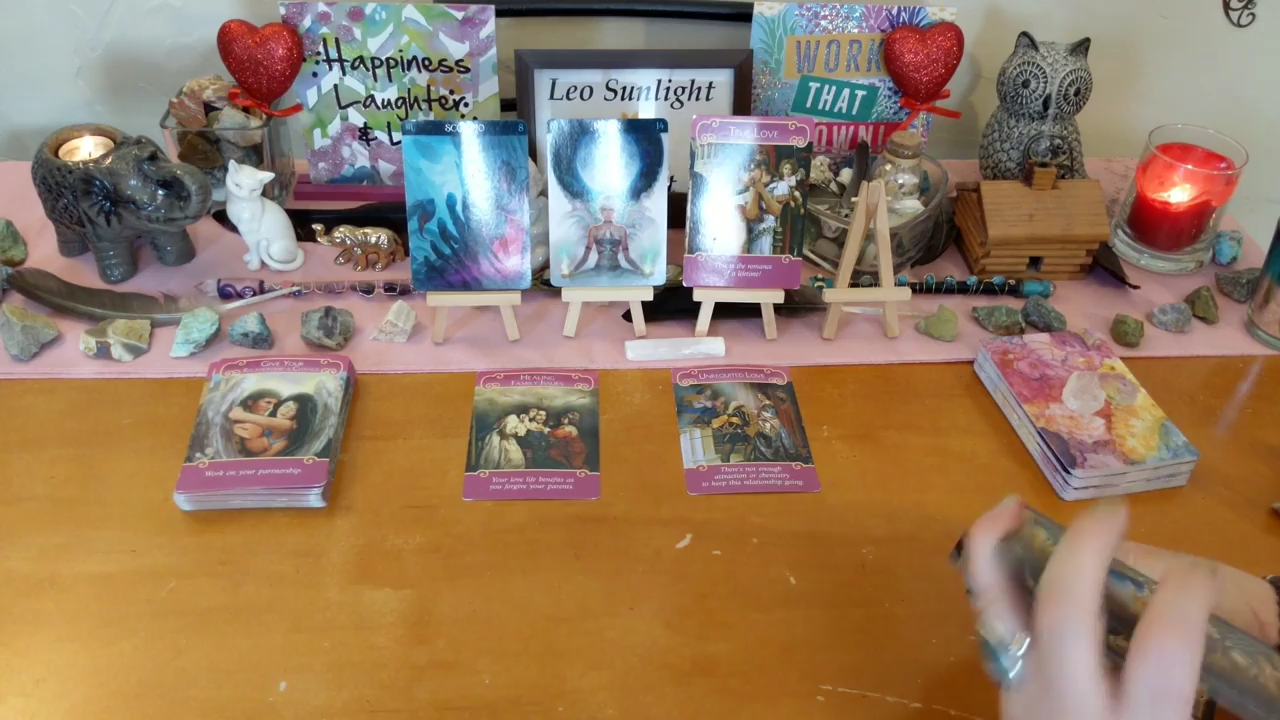 Happiness
Laughter
& L
WORK
THAT
OWN!
Leo Sunlight
8
14
TRUE LOVE
This is the romance
of a lifetime!
GIVE YOUR
Work on your partnership.
HEALING
FAMILY ISSUES
Your love life benefits as
you forgive your parents.
UNREQUITED LOVE
There's not enough
attraction or chemistry
to keep this relationship going.